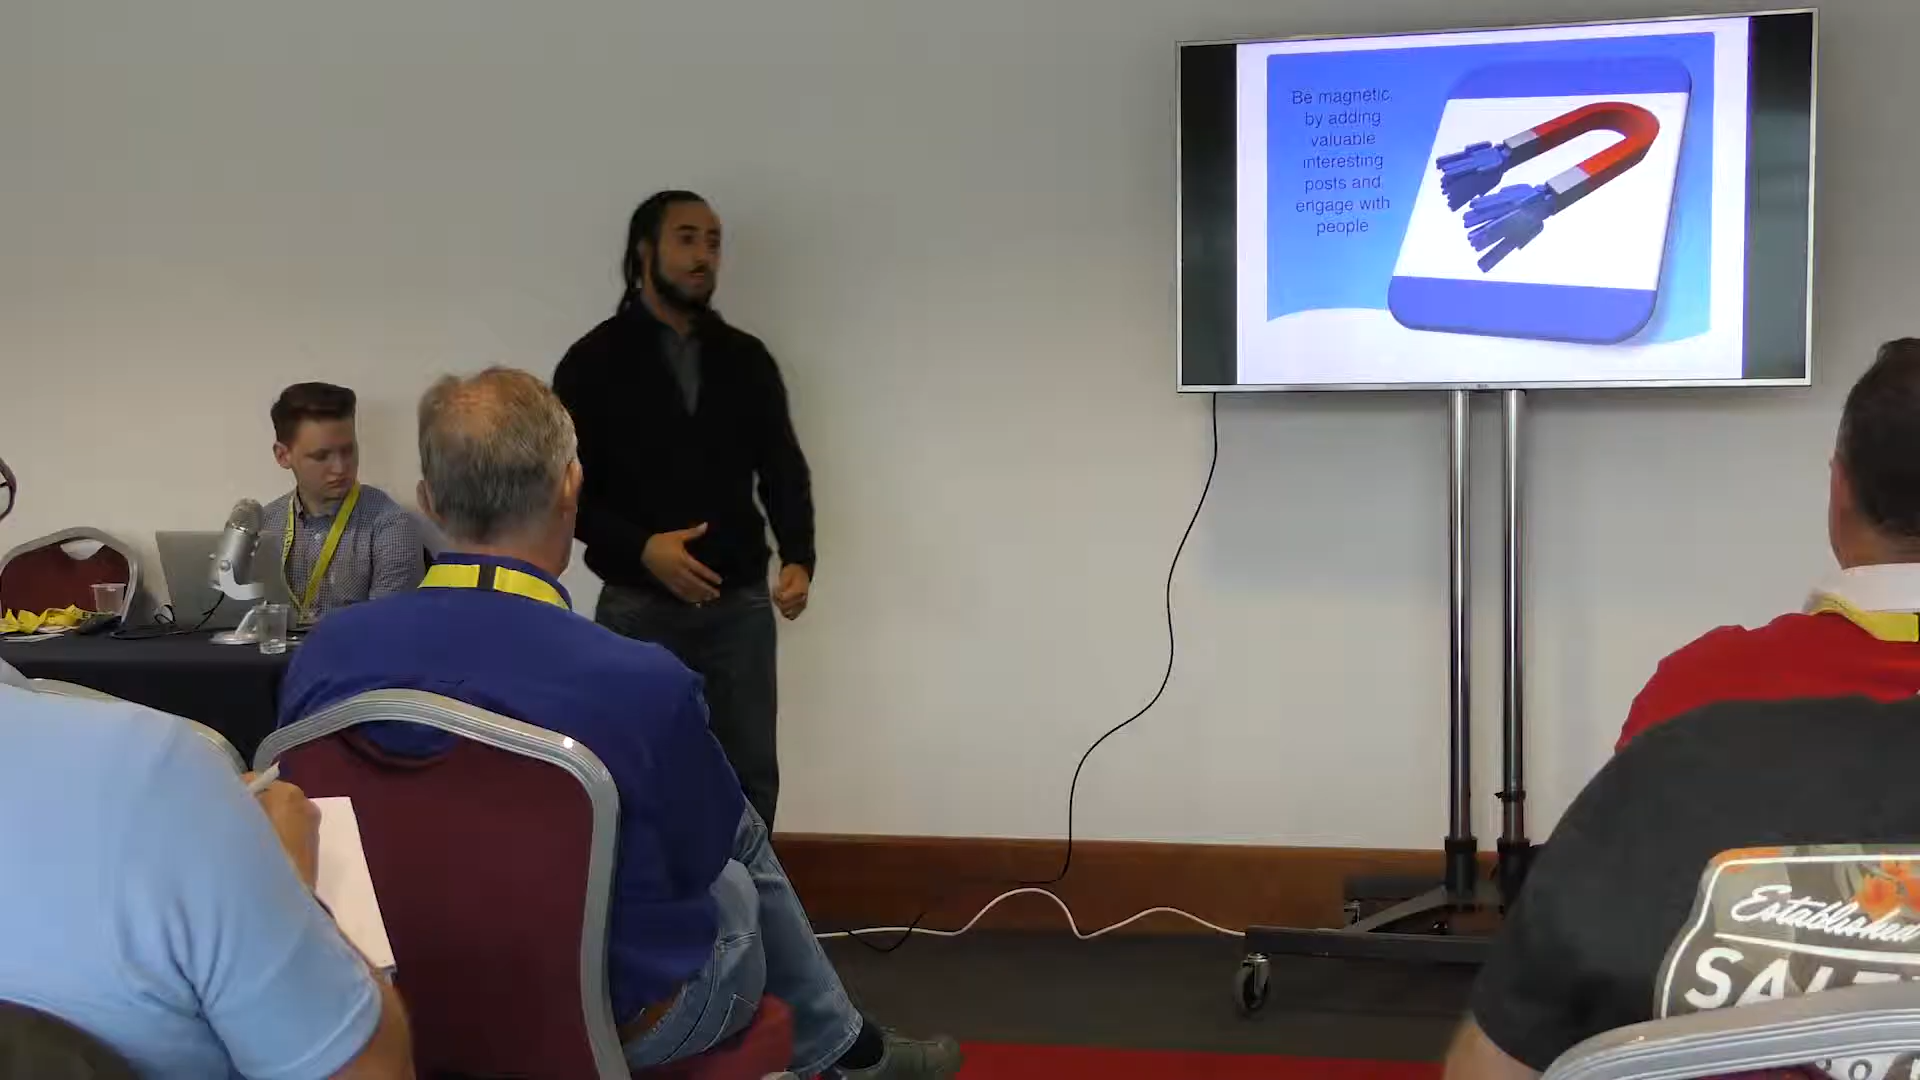 Be magnetic,
by adding
valuable
interesting
posts and
engage with
people
Established